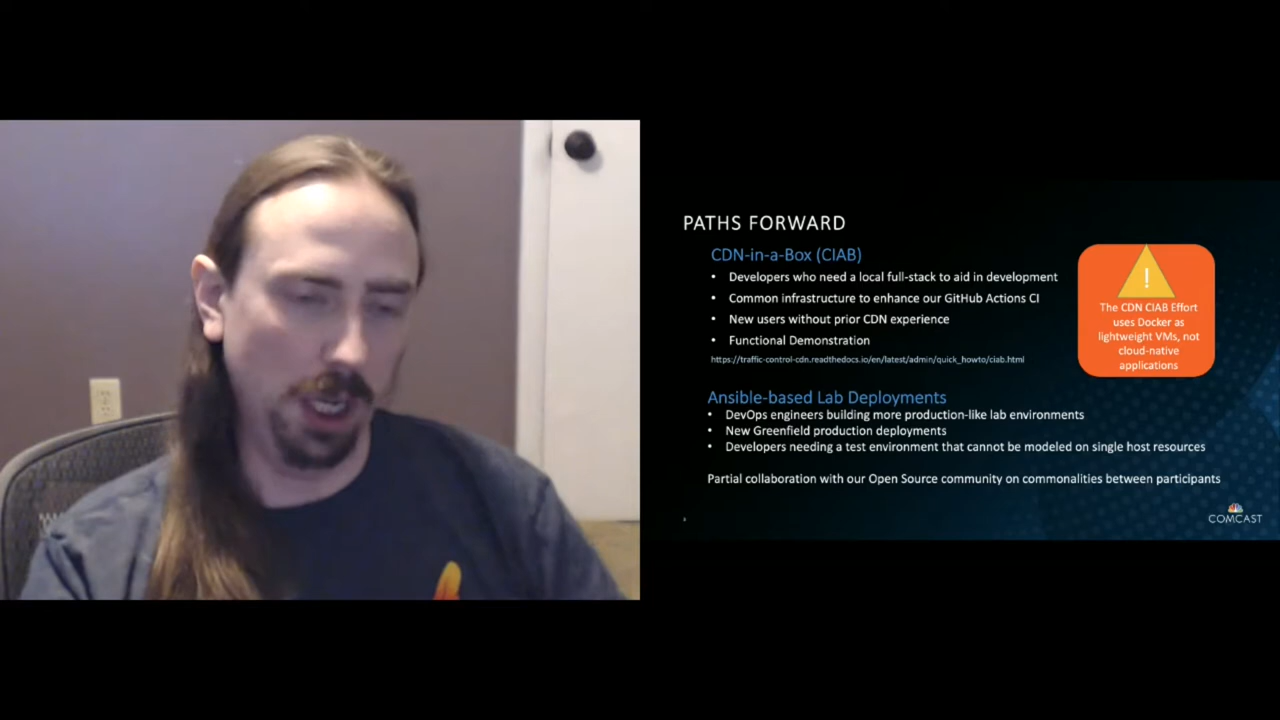 PATHS FORWARD
CDN-in-a-Box (CIAB)
• Developers who need a local full-stack to aid in development
• Common infrastructure to enhance our GitHub Actions CI
• New users without prior CDN experience
• Functional Demonstration
https://traffic-control-cdn.readthedocs.io/en/latest/admin/quick_howto/ciab.html
!
The CDN CIAB Effort
uses Docker as
lightweight VMs, not
cloud-native
applications
Ansible-based Lab Deployments
• DevOps engineers building more production-like lab environments
• New Greenfield production deployments
• Developers needing a test environment that cannot be modeled on single host resources
Partial collaboration with our Open Source community on commonalities between participants
COMCAST